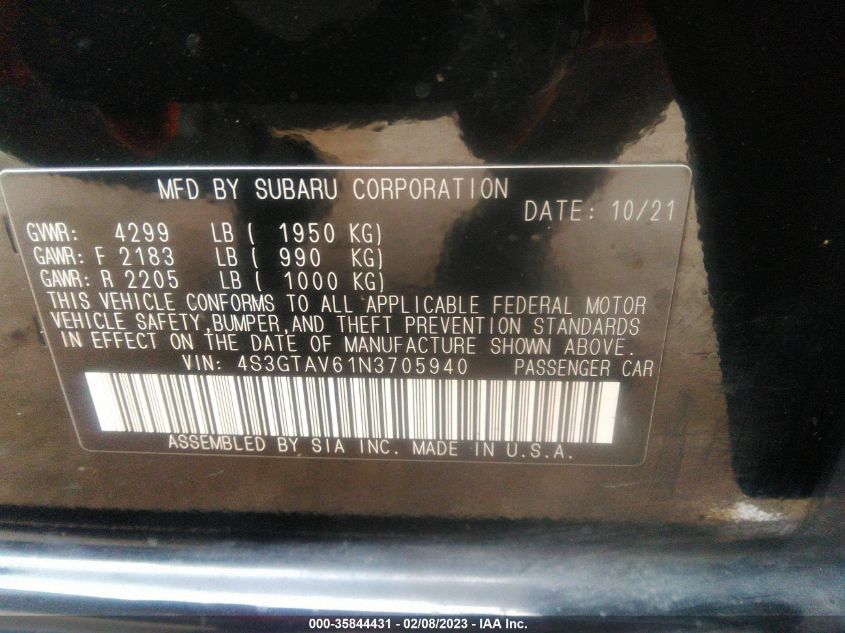 MFD BY SUBARU CORPORATION
DATE: 10/21
GVWR: 4299 LB ( 1950 KG)
GAWR: F 2183 LB ( 990 KG)
GAWR: R 2205 LB ( 1000 KG)
THIS VEHICLE CONFORMS TO ALL APPLICABLE FEDERAL MOTOR
VEHICLE SAFETY,BUMPER,AND THEFT PREVENTION STANDARDS
IN EFFECT ON THE DATE OF MANUFACTURE SHOWN ABOVE.
VIN: 4S3GTAV61N3705940 PASSENGER CAR
ASSEMBLED BY SIA INC. MADE IN U.S.A.
000-35844431 - 02/08/2023 - IAA Inc.